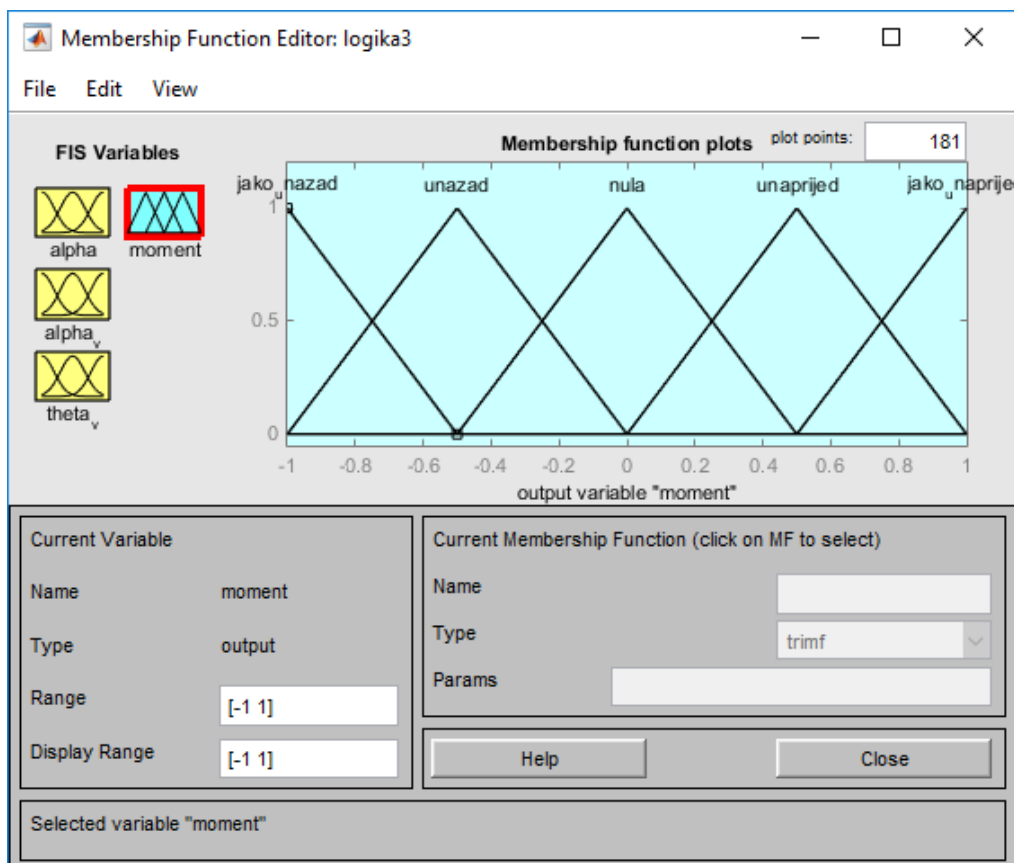 Membership Function Editor: logika3
File Edit View
FIS Variables
Membership function plots
plot points:
181
alpha
moment
alpha_v
theta_v
jako_unazad
unazad
nula
unaprijed
jako_unaprijed
1
0.5
0
-1 -0.8 -0.6 -0.4 -0.2 0 0.2 0.4 0.6 0.8 1
output variable "moment"
Current Variable
Name moment
Type output
Range [-1 1]
Display Range [-1 1]
Current Membership Function (click on MF to select)
Name
Type trimf
Params
Help
Close
Selected variable "moment"